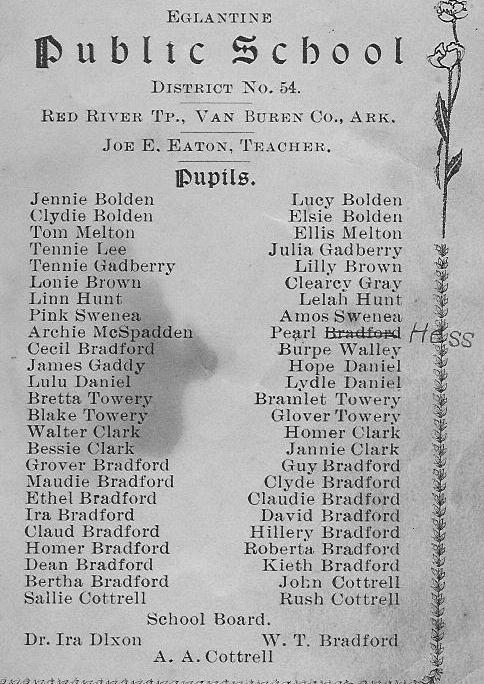 EGLANTINE
Public School
DISTRICT NO. 54.
RED RIVER TP., VAN BUREN CO., ARK.
JOE E. EATON, TEACHER.
Pupils.
Jennie Bolden Lucy Bolden
Clydie Bolden Elsie Bolden
Tom Melton Ellis Melton
Tennie Lee Julia Gadberry
Tennie Gadberry Lilly Brown
Lonie Brown Clearcy Gray
Linn Hunt Lelah Hunt
Pink Swenea Amos Swenea
Archie McSpadden Pearl Bradford Hess
Cecil Bradford Burpe Walley
James Gaddy Hope Daniel
Lulu Daniel Lydle Daniel
Bretta Towery Bramlet Towery
Blake Towery Glover Towery
Walter Clark Homer Clark
Bessie Clark Jannie Clark
Grover Bradford Guy Bradford
Maudie Bradford Clyde Bradford
Ethel Bradford Claudie Bradford
Ira Bradford David Bradford
Claud Bradford Hillery Bradford
Homer Bradford Roberta Bradford
Dean Bradford Kieth Bradford
Bertha Bradford John Cottrell
Sallie Cottrell Rush Cottrell
School Board.
Dr. Ira Dixon W. T. Bradford
A. A. Cottrell